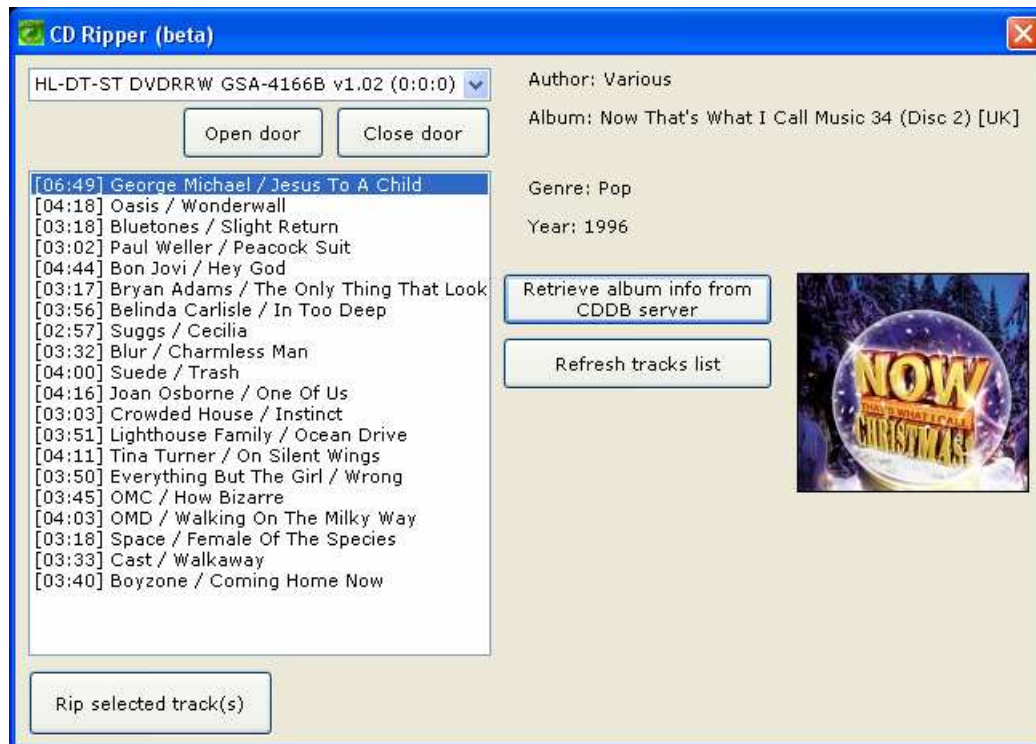 CD Ripper (beta)
HL-DT-ST DVDRRW GSA-4166B v1.02 (0:0:0)
Open door
Close door
[06:49] George Michael / Jesus To A Child
[04:18] Oasis / Wonderwall
[03:18] Bluetones / Slight Return
[03:02] Paul Weller / Peacock Suit
[04:44] Bon Jovi / Hey God
[03:17] Bryan Adams / The Only Thing That Look
[03:56] Belinda Carlisle / In Too Deep
[02:57] Suggs / Cecilia
[03:32] Blur / Charmless Man
[04:00] Suede / Trash
[04:16] Joan Osborne / One Of Us
[03:03] Crowded House / Instinct
[03:51] Lighthouse Family / Ocean Drive
[04:11] Tina Turner / On Silent Wings
[03:50] Everything But The Girl / Wrong
[03:45] OMC / How Bizarre
[04:03] OMD / Walking On The Milky Way
[03:18] Space / Female Of The Species
[03:33] Cast / Walkaway
[03:40] Boyzone / Coming Home Now
Rip selected track(s)
Author: Various
Album: Now That's What I Call Music 34 (Disc 2) [UK]
Genre: Pop
Year: 1996
Retrieve album info from
CDDB server
Refresh tracks list
NOW
THAT'S WHAT I CALL
CHRISTMAS!